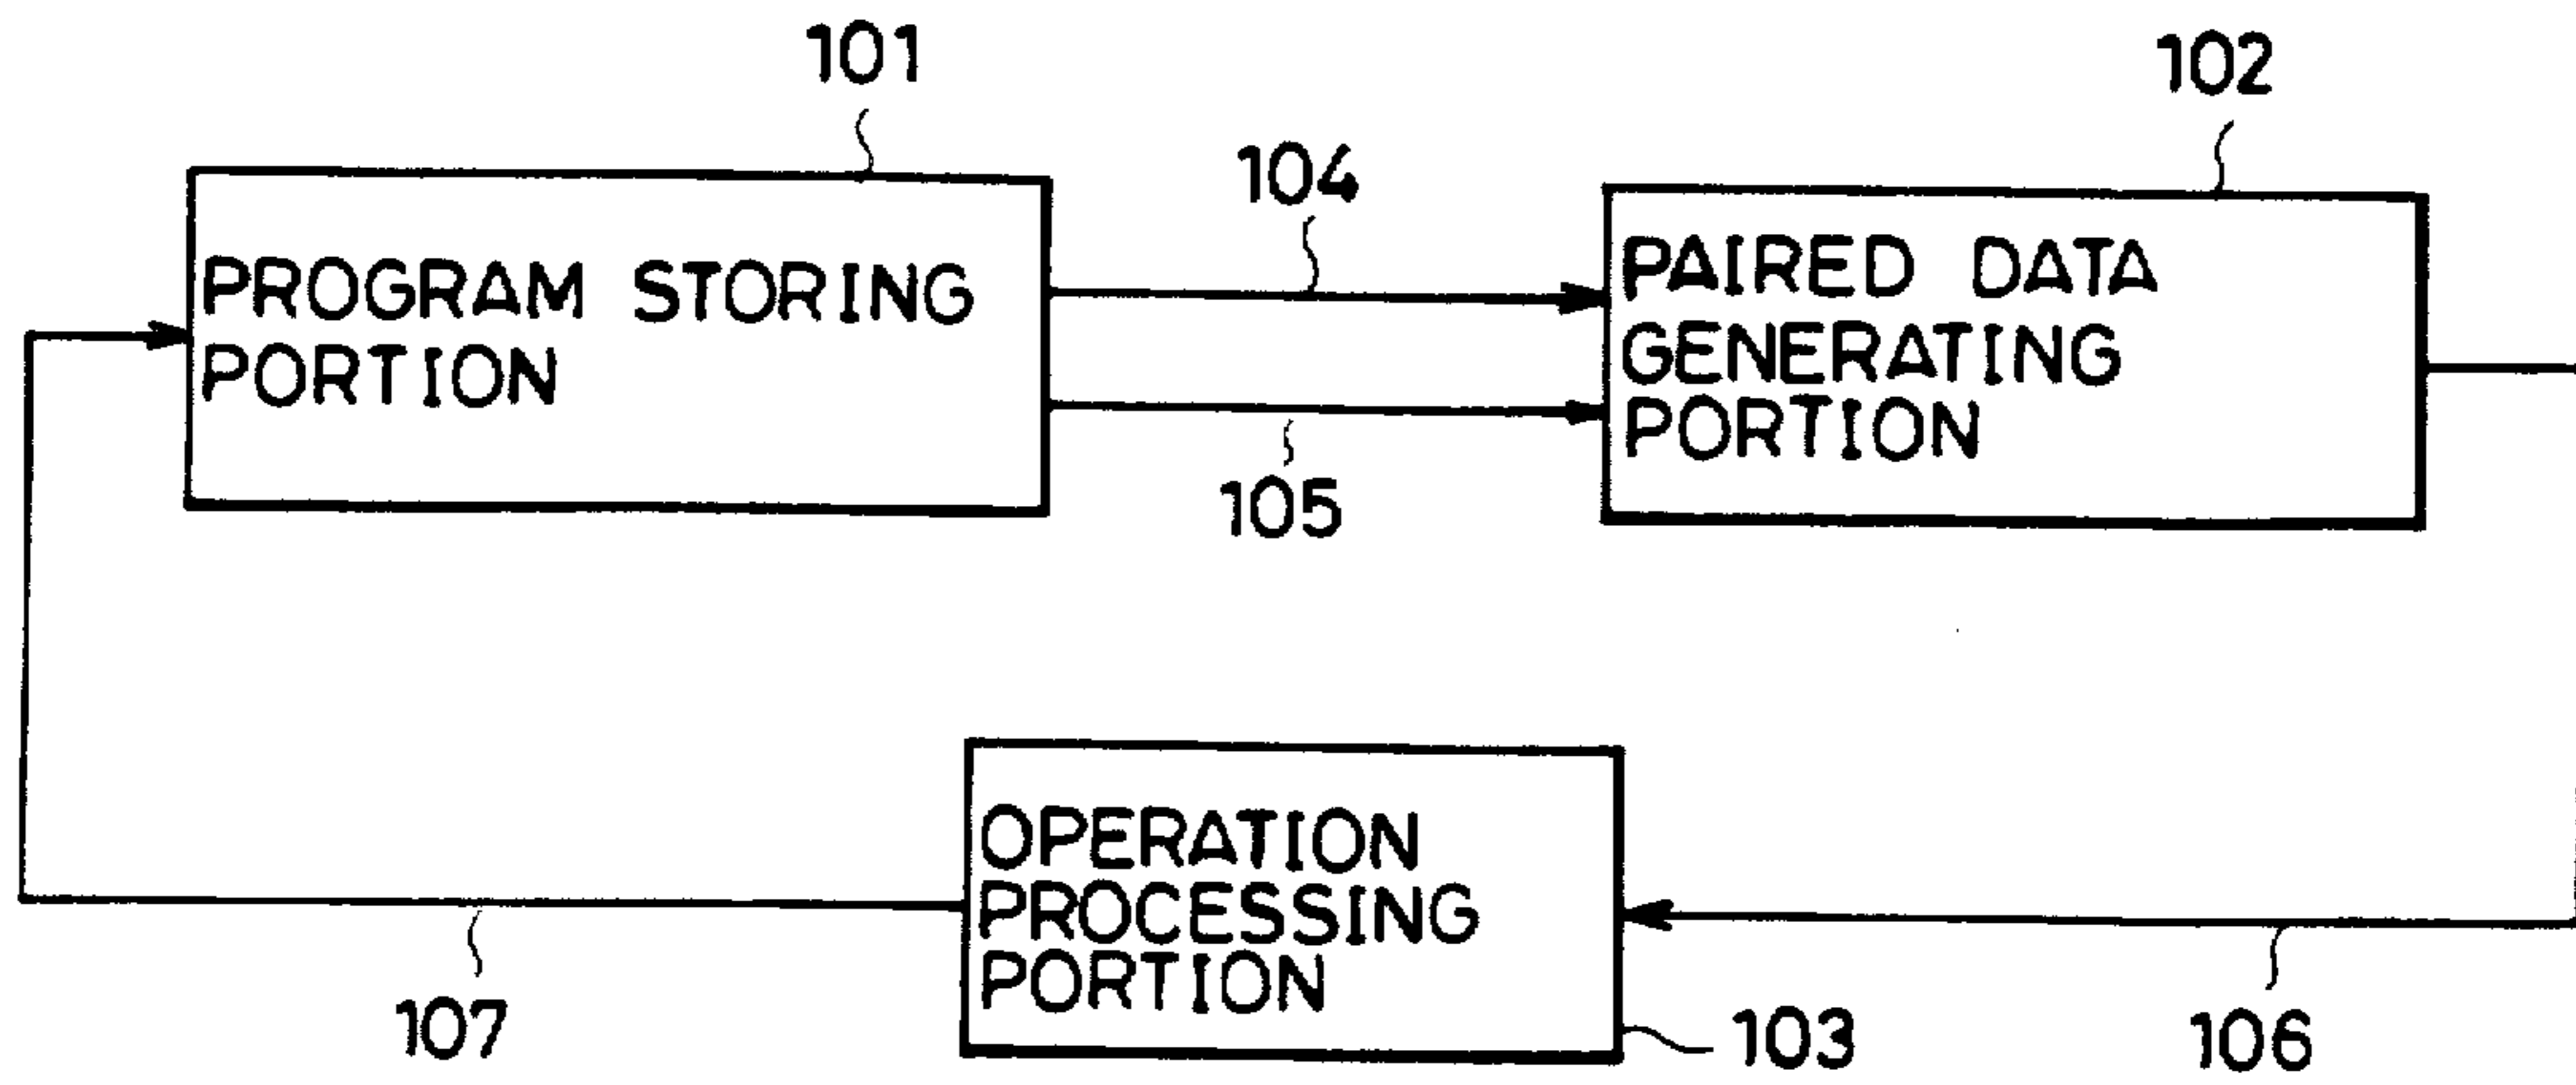 101
102
104
PROGRAM STORING
PORTION
PAIRED DATA
GENERATING
PORTION
105
OPERATION
PROCESSING
PORTION
107
103
106